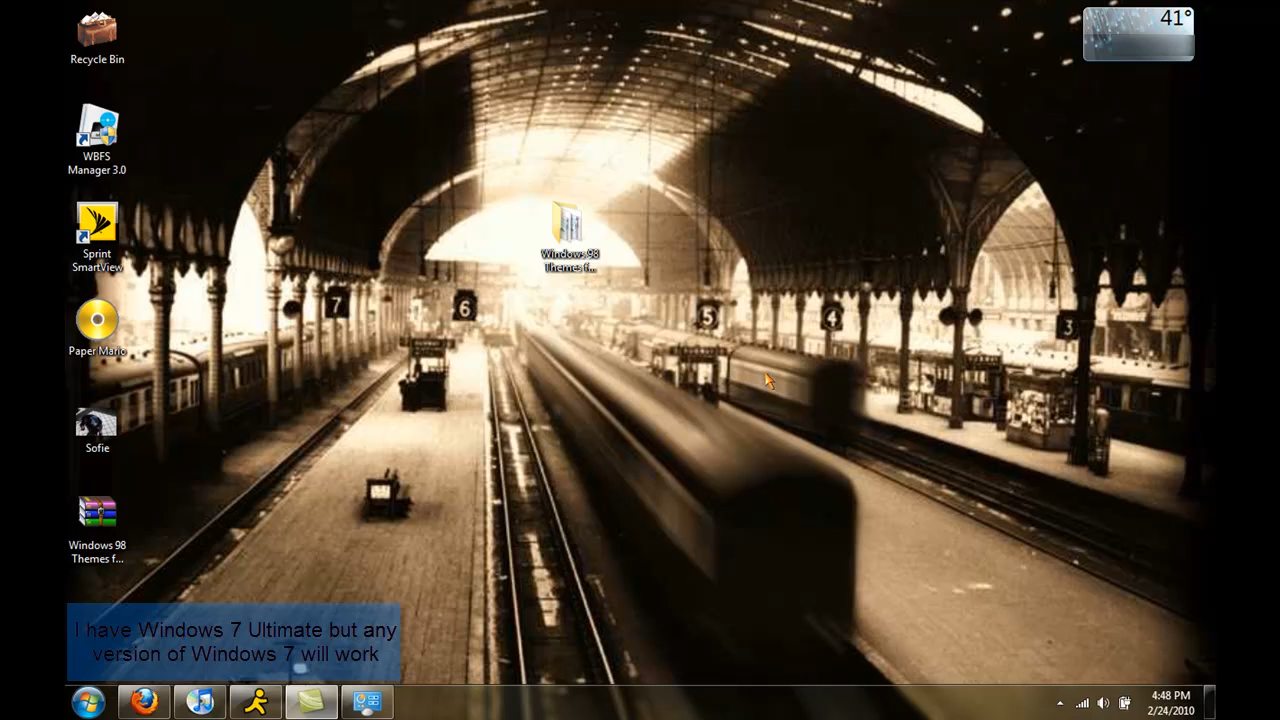 Recycle Bin
41°
WBFS
Manager 3.0
Sprint
SmartView
Paper Mario
Sofie
Windows 98
Themes f...
Windows 98
Themes f...
7
6
5
4
3
I have Windows 7 Ultimate but any
version of Windows 7 will work
4:48 PM
2/24/2010